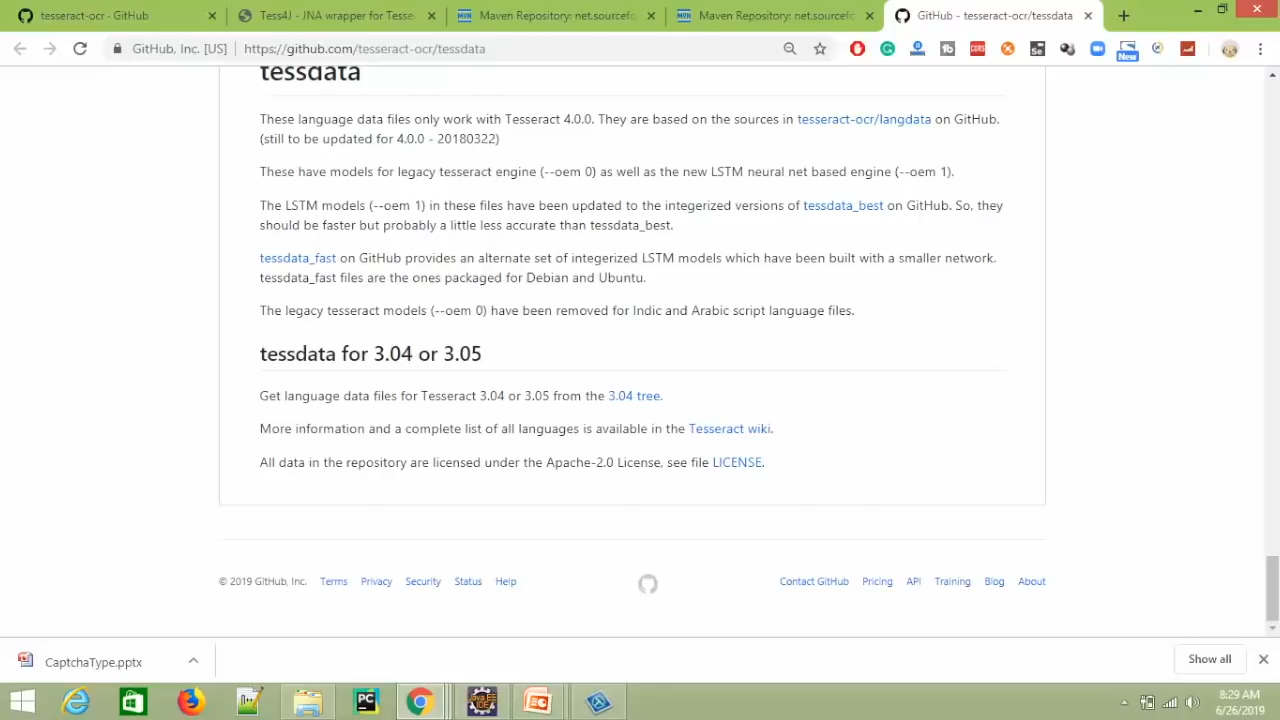 tesseract-ocr · GitHub
Tess4J - JNA wrapper for Tesse
Maven Repository: net.sourcefo
Maven Repository: net.sourcefo
GitHub - tesseract-ocr/tessdata
GitHub, Inc. [US] | https://github.com/tesseract-ocr/tessdata
tessdata
These language data files only work with Tesseract 4.0.0. They are based on the sources in tesseract-ocr/langdata on GitHub.
(still to be updated for 4.0.0 - 20180322)
These have models for legacy tesseract engine (--oem 0) as well as the new LSTM neural net based engine (--oem 1).
The LSTM models (--oem 1) in these files have been updated to the integerized versions of tessdata_best on GitHub. So, they
should be faster but probably a little less accurate than tessdata_best.
tessdata_fast on GitHub provides an alternate set of integerized LSTM models which have been built with a smaller network.
tessdata_fast files are the ones packaged for Debian and Ubuntu.
The legacy tesseract models (--oem 0) have been removed for Indic and Arabic script language files.
tessdata for 3.04 or 3.05
Get language data files for Tesseract 3.04 or 3.05 from the 3.04 tree.
More information and a complete list of all languages is available in the Tesseract wiki.
All data in the repository are licensed under the Apache-2.0 License, see file LICENSE.
© 2019 GitHub, Inc. Terms Privacy Security Status Help
Contact GitHub Pricing API Training Blog About
CaptchaType.pptx
Show all
8:29 AM
6/26/2019